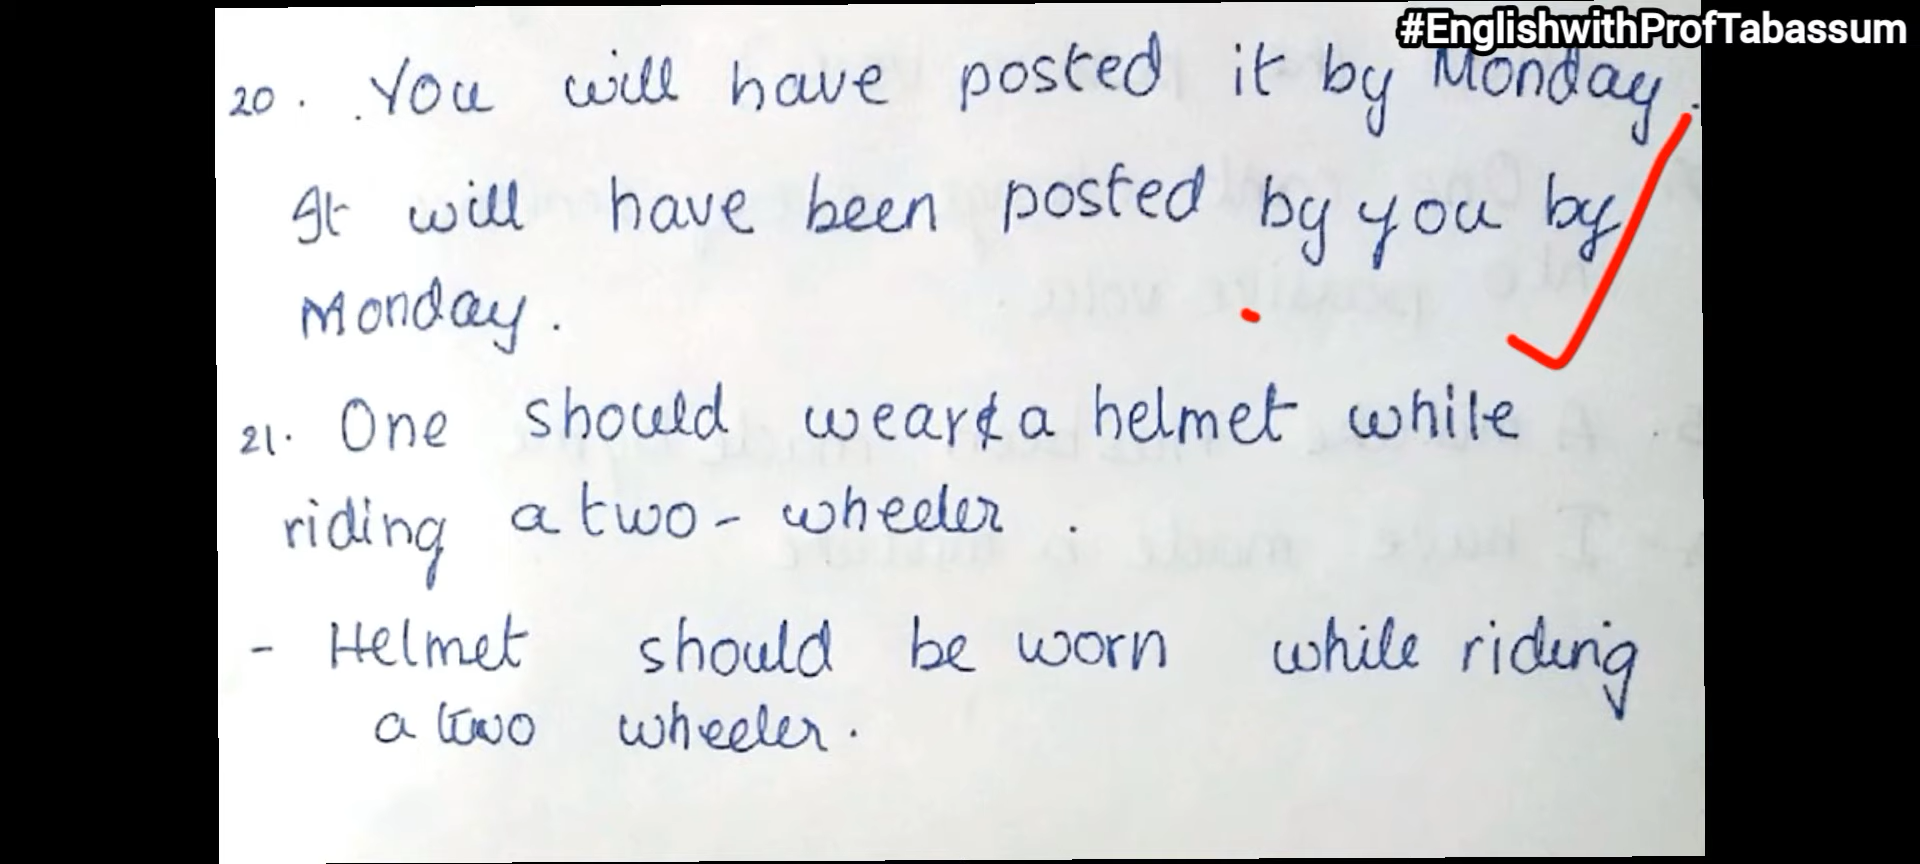 #EnglishwithProfTabassum
20. You will have posted it by Monday.
It will have been posted by you by
Monday.
21. One should wear a helmet while
riding a two-wheeler.
- Helmet should be worn while riding
a two wheeler.